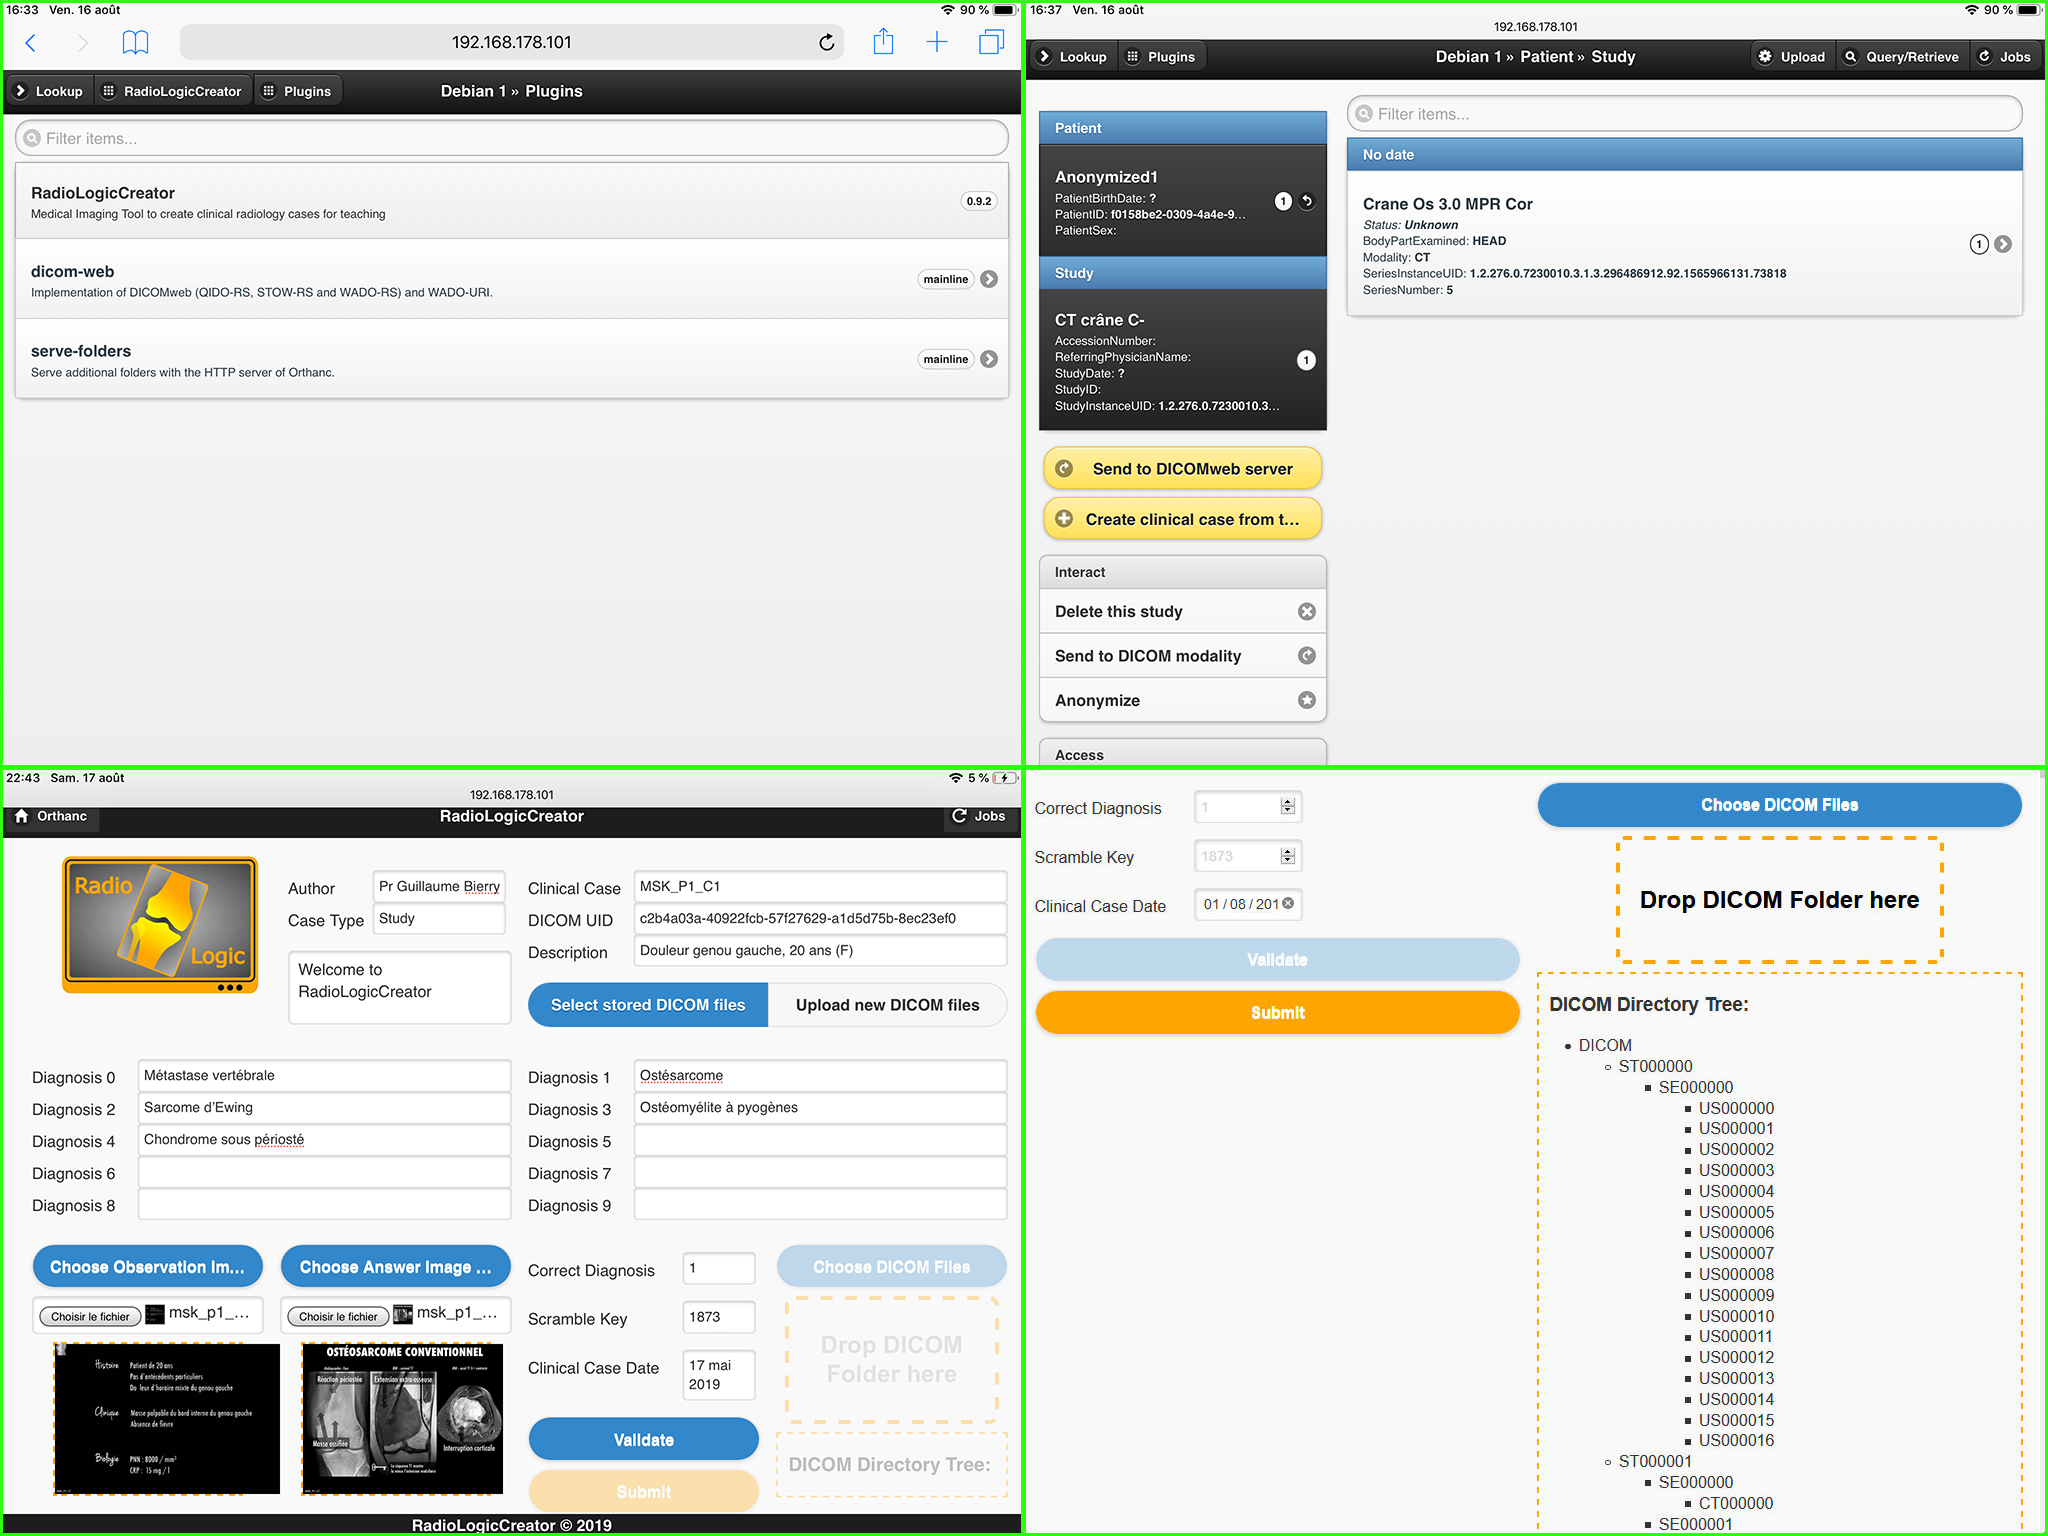 16:33 Ven. 16 août
90 %
192.168.178.101
Lookup
RadioLogicCreator
Plugins
Debian 1 » Plugins
Filter items...
RadioLogicCreator
Medical Imaging Tool to create clinical radiology cases for teaching
0.9.2
dicom-web
Implementation of DICOMweb (QIDO-RS, STOW-RS and WADO-RS) and WADO-URI.
mainline
serve-folders
Serve additional folders with the HTTP server of Orthanc.
mainline
16:37 Ven. 16 août
90 %
192.168.178.101
Lookup
Plugins
Debian 1 » Patient » Study
Upload
Query/Retrieve
Jobs
Patient
Anonymized1
PatientBirthDate: ?
PatientID: f0158be2-0309-4a4e-9...
PatientSex:
1
Study
CT crâne C-
AccessionNumber:
ReferringPhysicianName:
StudyDate: ?
StudyID:
StudyInstanceUID: 1.2.276.0.7230010.3...
1
Send to DICOMweb server
Create clinical case from t...
Interact
Delete this study
Send to DICOM modality
Anonymize
Access
Filter items...
No date
Crane Os 3.0 MPR Cor
Status: Unknown
BodyPartExamined: HEAD
Modality: CT
SeriesInstanceUID: 1.2.276.0.7230010.3.1.3.296486912.92.1565966131.73818
SeriesNumber: 5
1
22:43 Sam. 17 août
5 %
192.168.178.101
Orthanc
RadioLogicCreator
Jobs
Radio
Logic
Author
Pr Guillaume Bierry
Case Type
Study
Welcome to
RadioLogicCreator
Clinical Case
MSK_P1_C1
DICOM UID
c2b4a03a-40922fcb-57f27629-a1d5d75b-8ec23ef0
Description
Douleur genou gauche, 20 ans (F)
Select stored DICOM files
Upload new DICOM files
Diagnosis 0
Métastase vertébrale
Diagnosis 1
Ostésarcome
Diagnosis 2
Sarcome d'Ewing
Diagnosis 3
Ostéomyélite à pyogènes
Diagnosis 4
Chondrome sous périosté
Diagnosis 5
Diagnosis 6
Diagnosis 7
Diagnosis 8
Diagnosis 9
Choose Observation Im...
Choisir le fichier
msk_p1_...
Histoire
Patient de 20 ans
Pas d'antécédents particuliers
leur d'horaire mixte du genou gauche
Clinique
Masse palpable du bord interne du genou gauche
Absence de fièvre
Biologie
PNN : 8000 / mm³
CRP : 15 mg / l
Choose Answer Image ...
Choisir le fichier
msk_p1_...
OSTÉOSARCOME CONVENTIONNEL
Réaction périostée
Extension extra-osseuse
Masse ossifiée
Interruption corticale
Correct Diagnosis
1
Scramble Key
1873
Clinical Case Date
17 mai
2019
Validate
Submit
Choose DICOM Files
Drop DICOM
Folder here
DICOM Directory Tree:
RadioLogicCreator © 2019
Correct Diagnosis
1
Scramble Key
1873
Clinical Case Date
01 / 08 / 201
Validate
Submit
Choose DICOM Files
Drop DICOM Folder here
DICOM Directory Tree:
DICOM
ST000000
SE000000
US000000
US000001
US000002
US000003
US000004
US000005
US000006
US000007
US000008
US000009
US000010
US000011
US000012
US000013
US000014
US000015
US000016
ST000001
SE000000
CT000000
SE000001